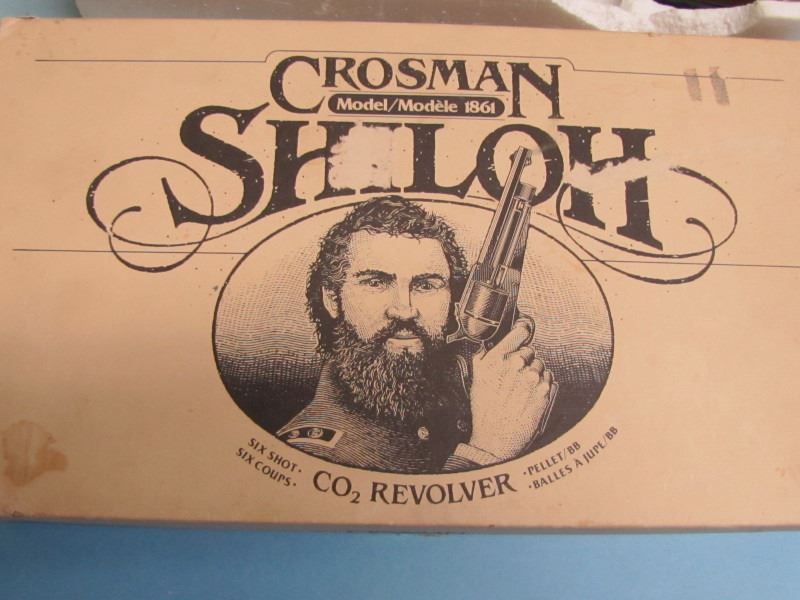 CROSMAN
Model/Modèle 1861
SHILOH
SIX SHOT·
SIX COUPS·
CO₂ REVOLVER
·PELLET/BB
·BALLES À JUPE/BB